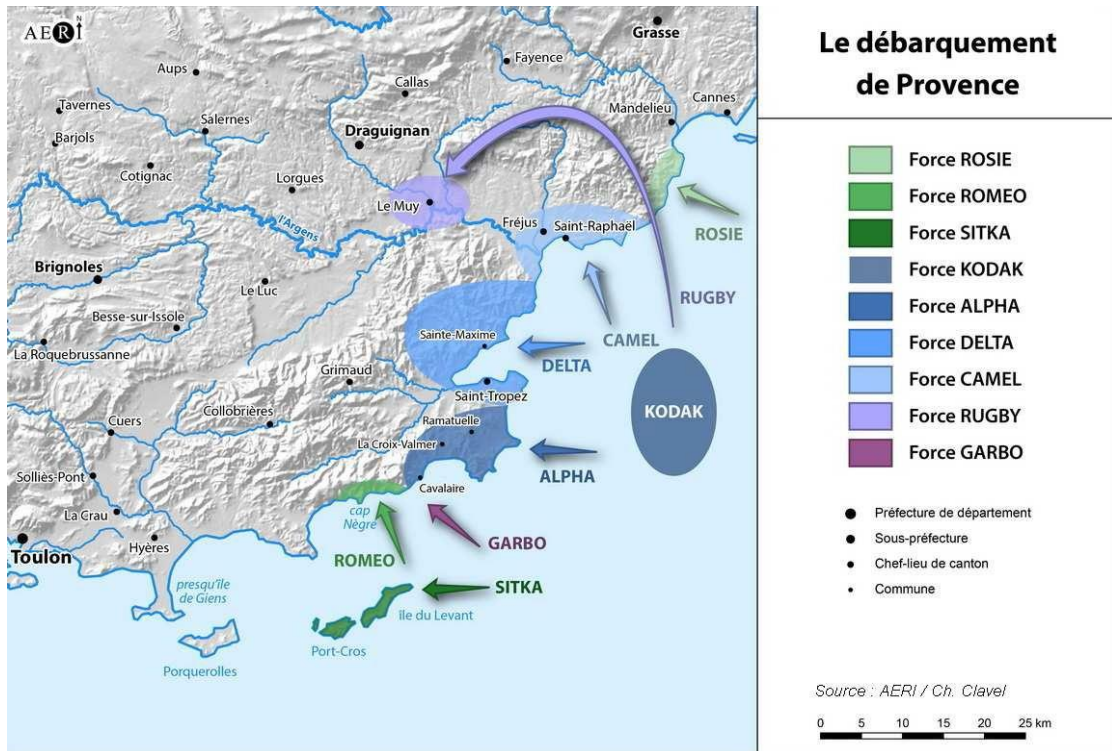 AERI
N
Grasse
Fayence
Aups
Callas
Mandelieu
Cannes
Tavernes
Salernes
Barjols
Draguignan
Cotignac
Lorgues
Le Muy
Fréjus
Saint-Raphaël
ROSIE
l'Argens
Brignoles
Le Luc
RUGBY
Besse-sur-Issole
Sainte-Maxime
CAMEL
La Roquebrussanne
DELTA
Grimaud
Saint-Tropez
KODAK
Collobrières
Cuers
Ramatuelle
La Croix-Valmer
Solliès-Pont
ALPHA
Cavalaire
La Crau
cap
Nègre
Hyères
GARBO
Toulon
ROMEO
presqu'île
de Giens
SITKA
île du Levant
Port-Cros
Porquerolles
Le débarquement
de Provence
Force ROSIE
Force ROMEO
Force SITKA
Force KODAK
Force ALPHA
Force DELTA
Force CAMEL
Force RUGBY
Force GARBO
Préfecture de département
Sous-préfecture
Chef-lieu de canton
Commune
Source : AERI / Ch. Clavel
0 5 10 15 20 25 km